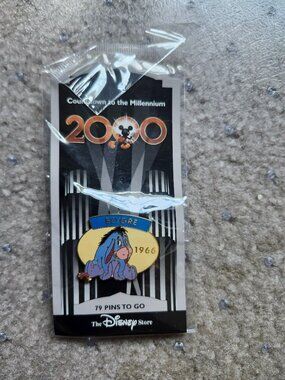 Countdown to the Millennium
2000
EEYORE
1966
79 PINS TO GO
The Disney Store